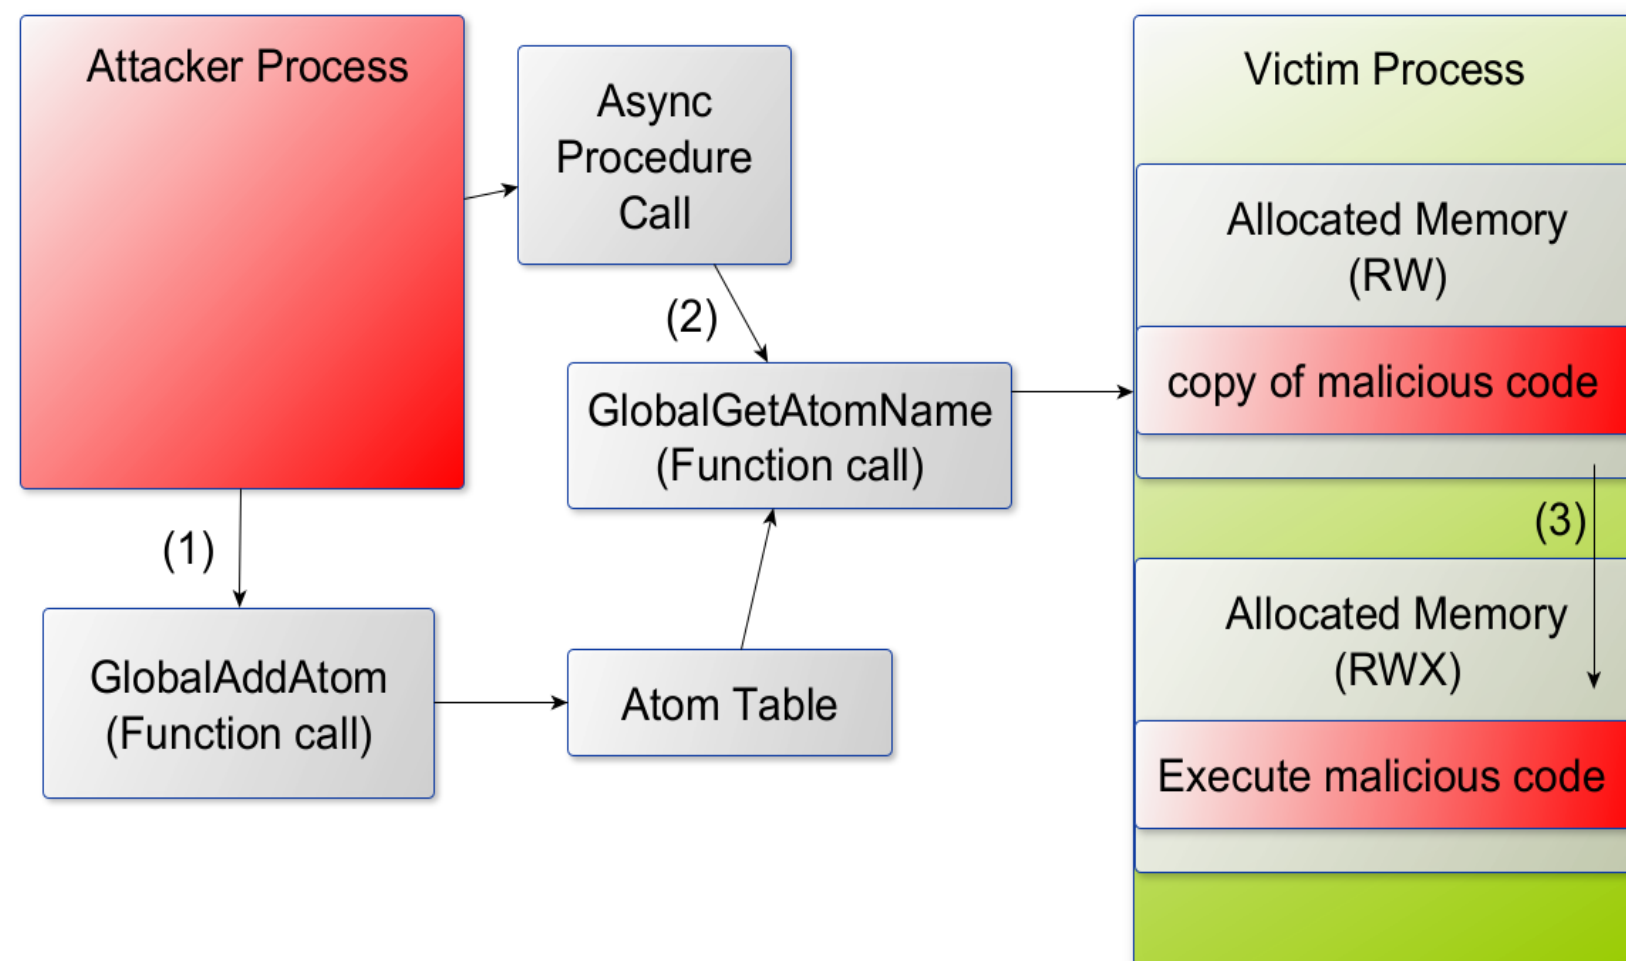 Attacker Process
Async
Procedure
Call
Victim Process
Allocated Memory
(RW)
(2)
copy of malicious code
GlobalGetAtomName
(Function call)
(1)
(3)
Allocated Memory
(RWX)
GlobalAddAtom
(Function call)
Atom Table
Execute malicious code